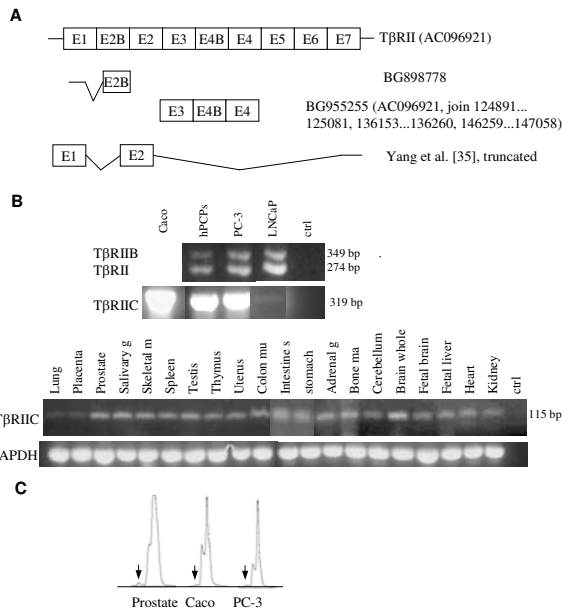 A
E1 E2B E2 E3 E4B E4 E5 E6 E7 TβRII (AC096921)
E2B BG898778
E3 E4B E4 BG955255 (AC096921, join 124891...
125081, 136153...136260, 146259...147058)
E1 E2 Yang et al. [35], truncated
B
Caco hPCPs PC-3 LNCaP ctrl
TβRIIB 349 bp
TβRII 274 bp
TβRIIC 319 bp
Lung Placenta Prostate Salivary g Skeletal m Spleen Testis Thymus Uterus Colon mu Intestine s stomach Adrenal g Bone ma Cerebellum Brain whole Fetal brain Fetal liver Heart Kidney ctrl
TβRIIC 115 bp
APDH
C
Prostate Caco PC-3